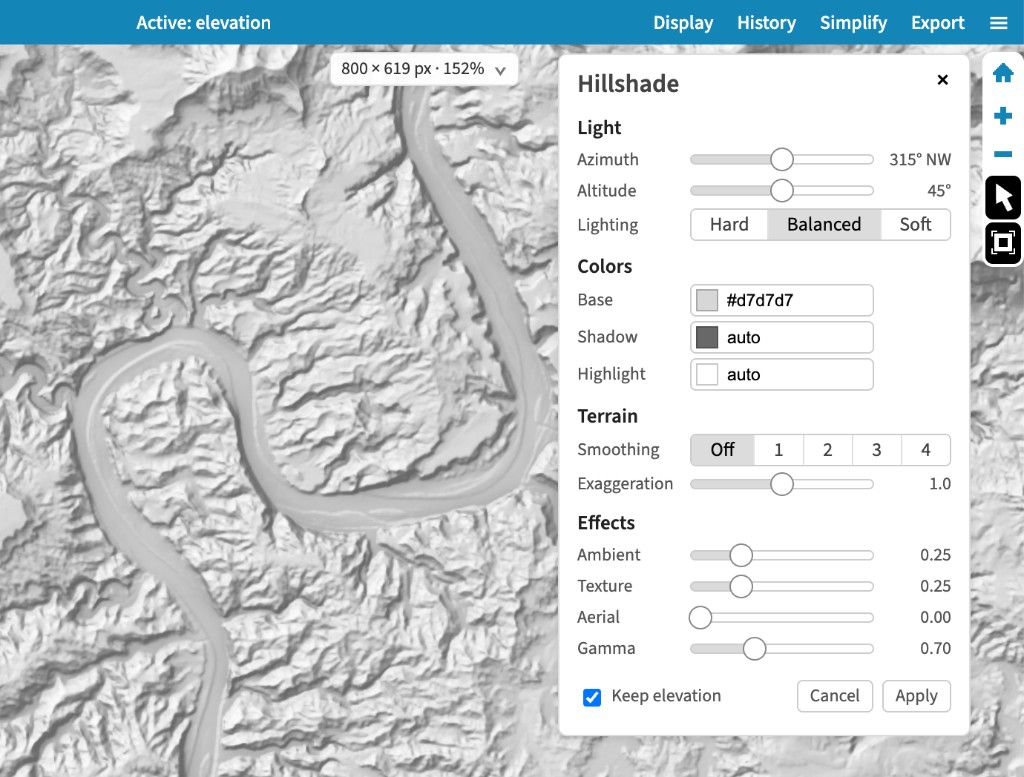 Active: elevation
Display History Simplify Export
800 × 619 px · 152%
Hillshade
Light
Azimuth 315° NW
Altitude 45°
Lighting Hard Balanced Soft
Colors
Base #d7d7d7
Shadow auto
Highlight auto
Terrain
Smoothing Off 1 2 3 4
Exaggeration 1.0
Effects
Ambient 0.25
Texture 0.25
Aerial 0.00
Gamma 0.70
Keep elevation Cancel Apply